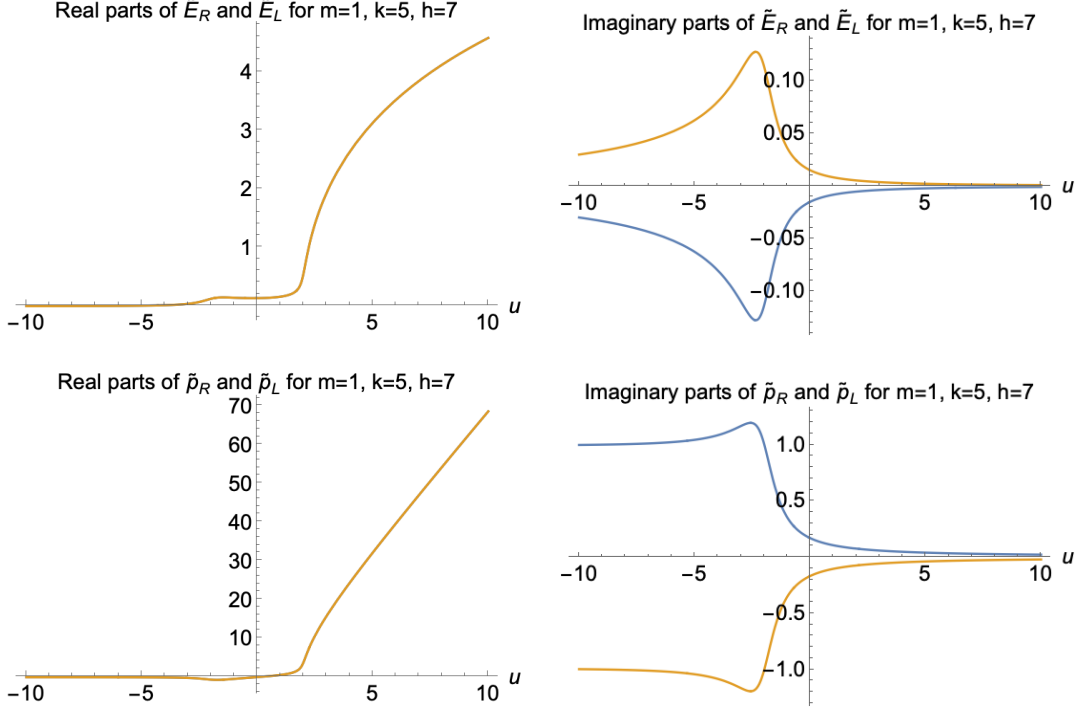 Real parts of Ẽ_R and Ẽ_L for m=1, k=5, h=7
4
3
2
1
−10 −5 5 10 u
Imaginary parts of Ẽ_R and Ẽ_L for m=1, k=5, h=7
0.10
0.05
−10 −5 5 10 u
−0.05
−0.10
Real parts of p̃_R and p̃_L for m=1, k=5, h=7
70
60
50
40
30
20
10
−10 −5 5 10 u
Imaginary parts of p̃_R and p̃_L for m=1, k=5, h=7
1.0
0.5
−10 −5 5 10 u
−0.5
−1.0